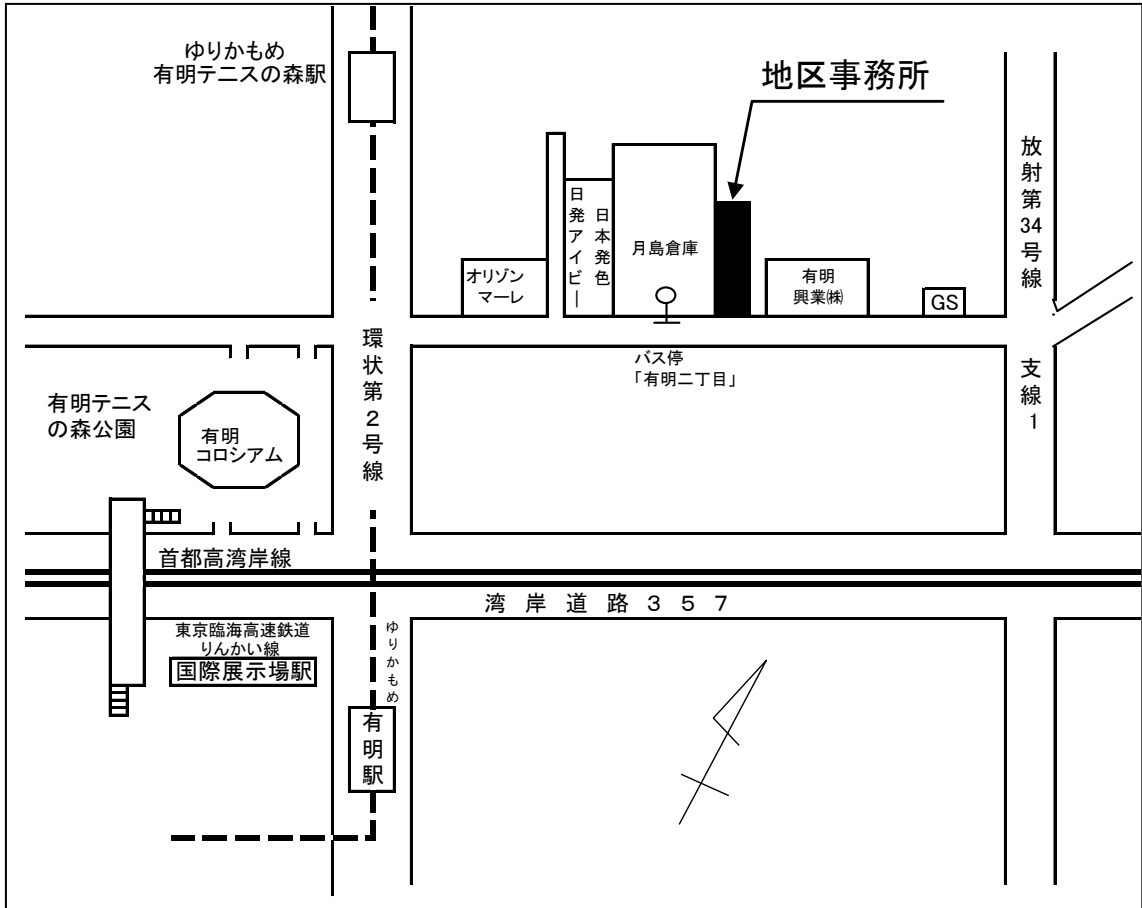 ゆりかもめ
有明テニスの森駅
地区事務所
放射第34号線
日発アイビー
日本発色
月島倉庫
オリゾン
マーレ
有明
興業㈱
GS
環状第2号線
バス停
「有明二丁目」
支線1
有明テニス
の森公園
有明
コロシアム
首都高湾岸線
湾岸道路357
東京臨海高速鉄道
りんかい線
国際展示場駅
ゆりかもめ
有明駅